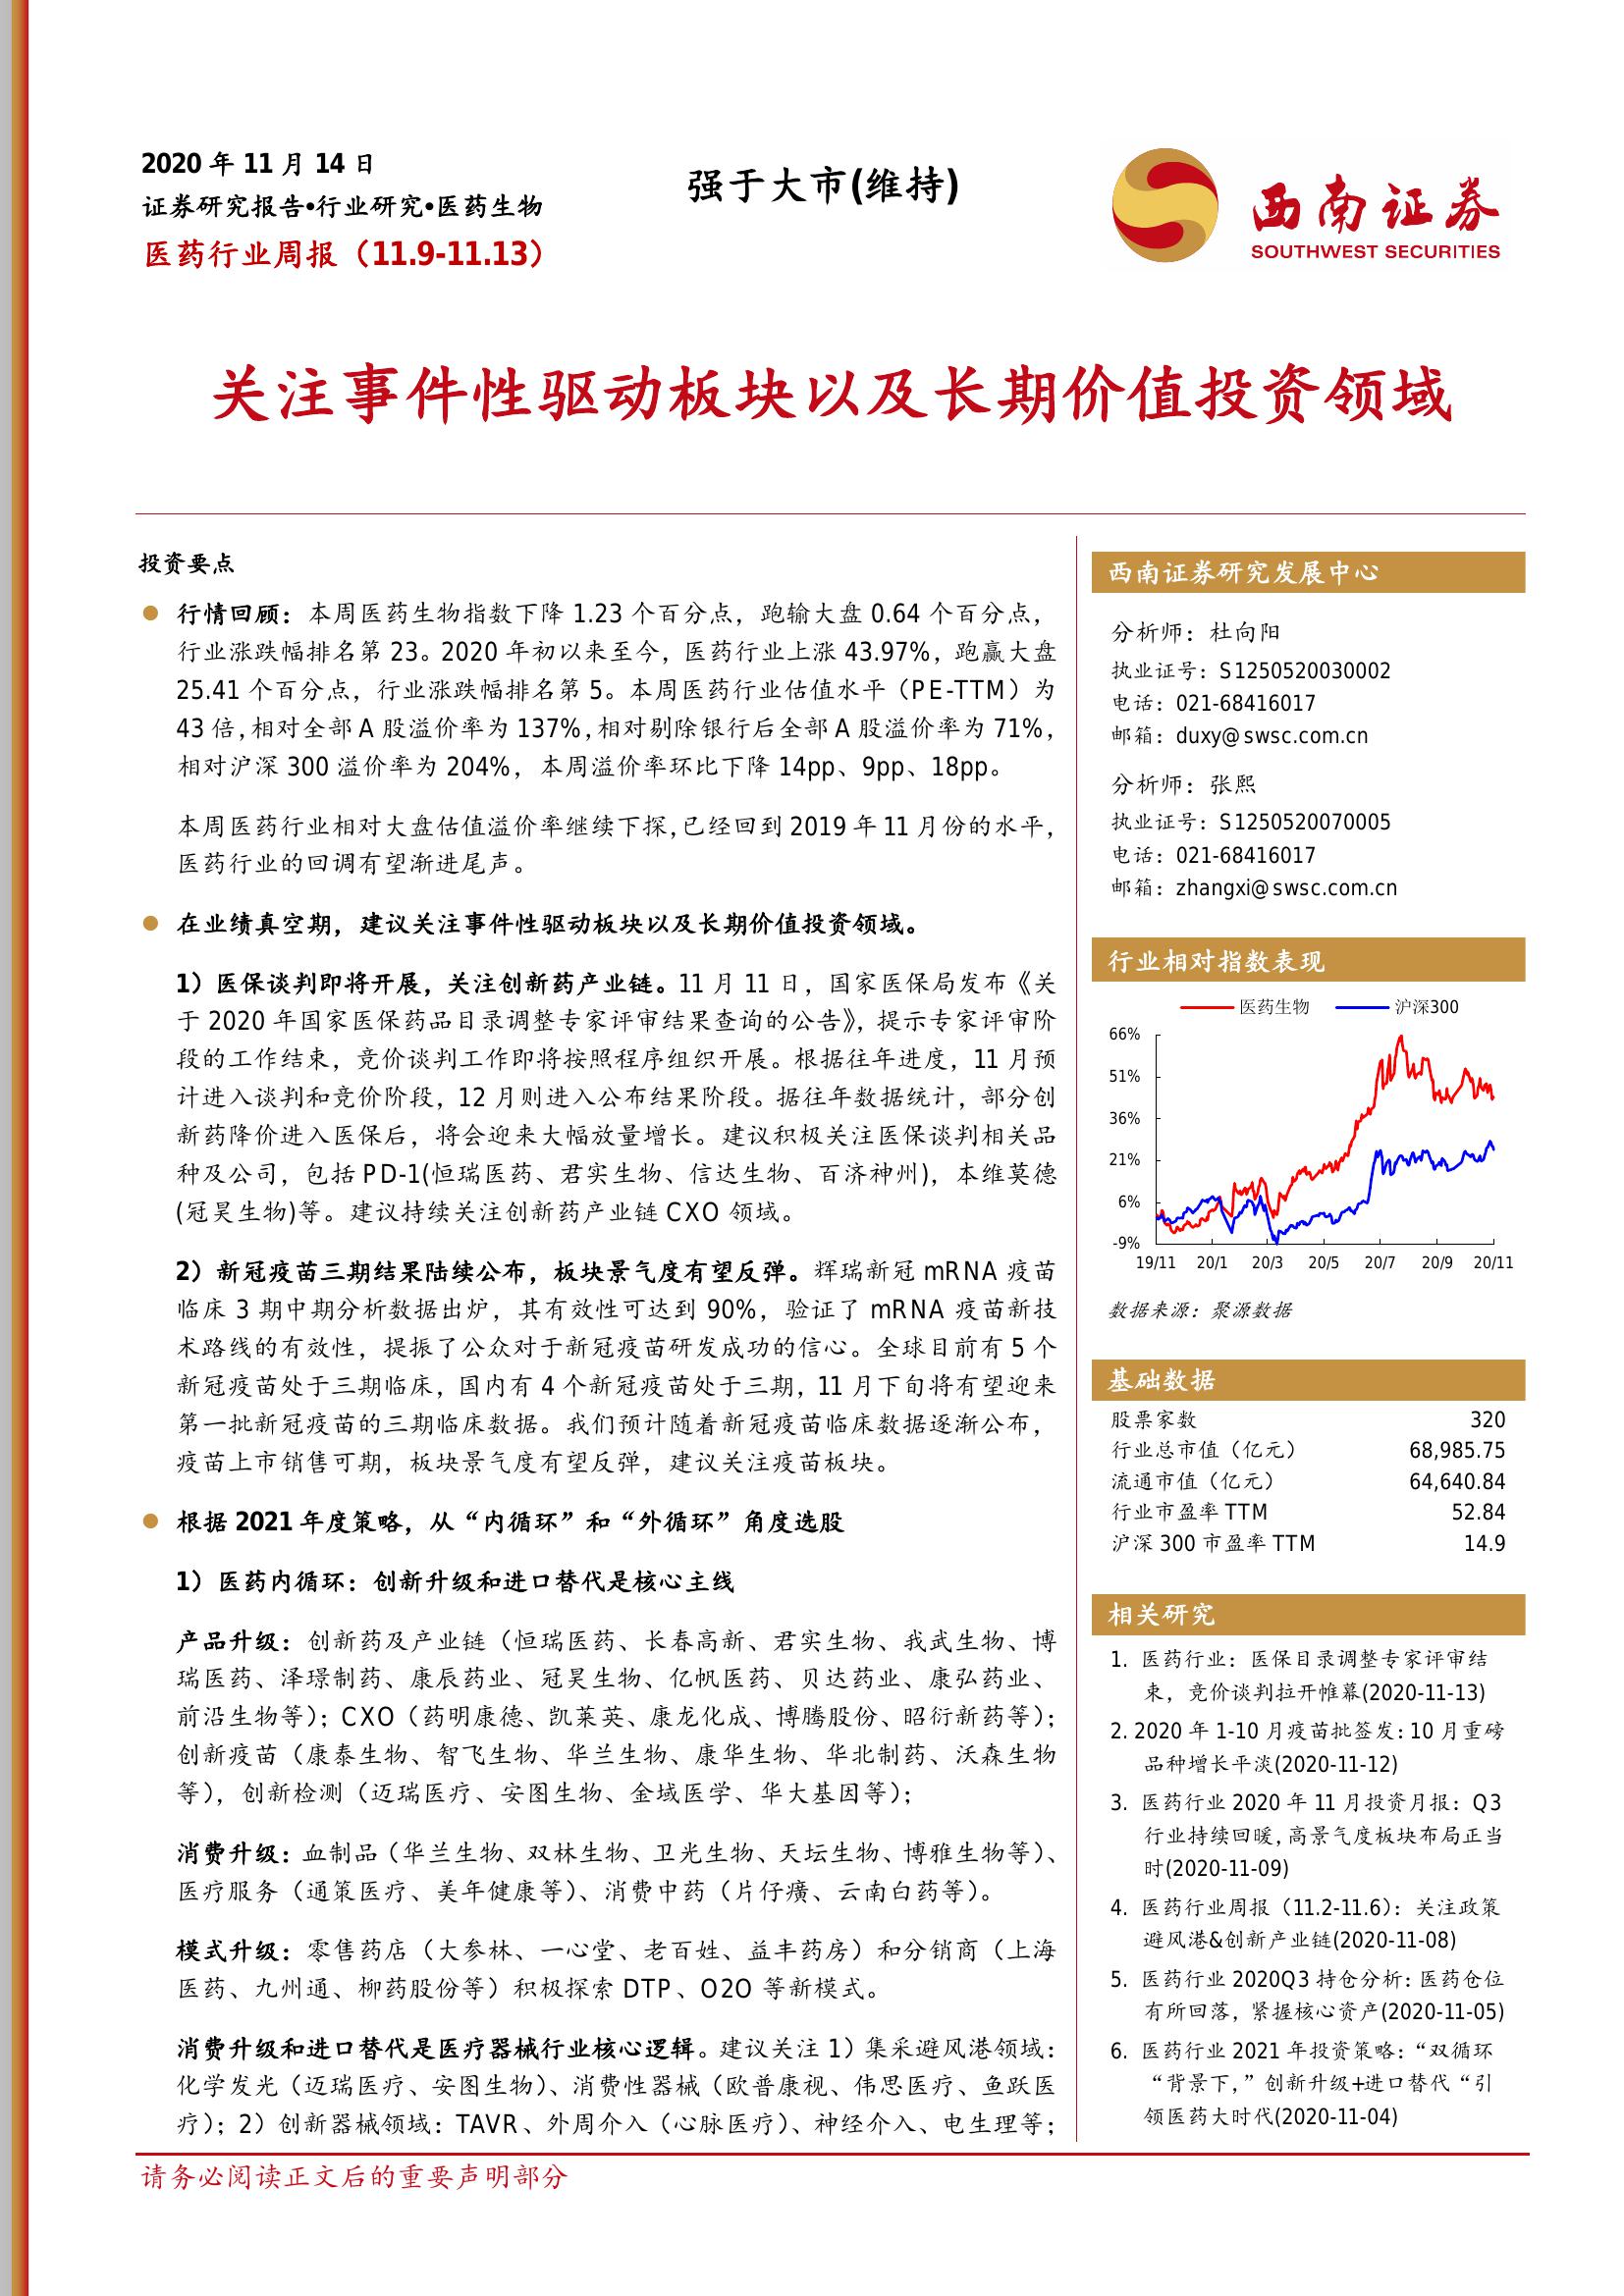 2020 年 11 月 14 日
证券研究报告•行业研究•医药生物
医药行业周报（11.9-11.13）
强于大市(维持)
西南证券
SOUTHWEST SECURITIES
关注事件性驱动板块以及长期价值投资领域
投资要点
行情回顾：本周医药生物指数下降 1.23 个百分点，跑输大盘 0.64 个百分点，
行业涨跌幅排名第 23。2020 年初以来至今，医药行业上涨 43.97%，跑赢大盘
25.41 个百分点，行业涨跌幅排名第 5。本周医药行业估值水平（PE-TTM）为
43 倍，相对全部 A 股溢价率为 137%，相对剔除银行后全部 A 股溢价率为 71%，
相对沪深 300 溢价率为 204%，本周溢价率环比下降 14pp、9pp、18pp。
本周医药行业相对大盘估值溢价率继续下探，已经回到 2019 年 11 月份的水平，
医药行业的回调有望渐进尾声。
在业绩真空期，建议关注事件性驱动板块以及长期价值投资领域。
1）医保谈判即将开展，关注创新药产业链。11 月 11 日，国家医保局发布《关
于 2020 年国家医保药品目录调整专家评审结果查询的公告》，提示专家评审阶
段的工作结束，竞价谈判工作即将按照程序组织开展。根据往年进度，11 月预
计进入谈判和竞价阶段，12 月则进入公布结果阶段。据往年数据统计，部分创
新药降价进入医保后，将会迎来大幅放量增长。建议积极关注医保谈判相关品
种及公司，包括 PD-1(恒瑞医药、君实生物、信达生物、百济神州)，本维莫德
(冠昊生物)等。建议持续关注创新药产业链 CXO 领域。
2）新冠疫苗三期结果陆续公布，板块景气度有望反弹。辉瑞新冠 mRNA 疫苗
临床 3 期中期分析数据出炉，其有效性可达到 90%，验证了 mRNA 疫苗新技
术路线的有效性，提振了公众对于新冠疫苗研发成功的信心。全球目前有 5 个
新冠疫苗处于三期临床，国内有 4 个新冠疫苗处于三期，11 月下旬将有望迎来
第一批新冠疫苗的三期临床数据。我们预计随着新冠疫苗临床数据逐渐公布，
疫苗上市销售可期，板块景气度有望反弹，建议关注疫苗板块。
根据 2021 年度策略，从“内循环”和“外循环”角度选股
1）医药内循环：创新升级和进口替代是核心主线
产品升级：创新药及产业链（恒瑞医药、长春高新、君实生物、我武生物、博
瑞医药、泽璟制药、康辰药业、冠昊生物、亿帆医药、贝达药业、康弘药业、
前沿生物等）；CXO（药明康德、凯莱英、康龙化成、博腾股份、昭衍新药等）；
创新疫苗（康泰生物、智飞生物、华兰生物、康华生物、华北制药、沃森生物
等），创新检测（迈瑞医疗、安图生物、金域医学、华大基因等）；
消费升级：血制品（华兰生物、双林生物、卫光生物、天坛生物、博雅生物等）、
医疗服务（通策医疗、美年健康等）、消费中药（片仔癀、云南白药等）。
模式升级：零售药店（大参林、一心堂、老百姓、益丰药房）和分销商（上海
医药、九州通、柳药股份等）积极探索 DTP、O2O 等新模式。
消费升级和进口替代是医疗器械行业核心逻辑。建议关注 1）集采避风港领域：
化学发光（迈瑞医疗、安图生物）、消费性器械（欧普康视、伟思医疗、鱼跃医
疗）；2）创新器械领域：TAVR、外周介入（心脉医疗）、神经介入、电生理等；
西南证券研究发展中心
分析师：杜向阳
执业证号：S1250520030002
电话：021-68416017
邮箱：duxy@swsc.com.cn
分析师：张熙
执业证号：S1250520070005
电话：021-68416017
邮箱：zhangxi@swsc.com.cn
行业相对指数表现
医药生物 沪深300
66%
51%
36%
21%
6%
-9%
19/11 20/1 20/3 20/5 20/7 20/9 20/11
数据来源：聚源数据
基础数据
股票家数 320
行业总市值（亿元） 68,985.75
流通市值（亿元） 64,640.84
行业市盈率 TTM 52.84
沪深 300 市盈率 TTM 14.9
相关研究
1. 医药行业：医保目录调整专家评审结
束，竞价谈判拉开帷幕(2020-11-13)
2. 2020 年 1-10 月疫苗批签发：10 月重磅
品种增长平淡(2020-11-12)
3. 医药行业 2020 年 11 月投资月报：Q3
行业持续回暖，高景气度板块布局正当
时(2020-11-09)
4. 医药行业周报（11.2-11.6）：关注政策
避风港&创新产业链(2020-11-08)
5. 医药行业 2020Q3 持仓分析：医药仓位
有所回落，紧握核心资产(2020-11-05)
6. 医药行业 2021 年投资策略：“双循环
“背景下，”创新升级+进口替代“引
领医药大时代(2020-11-04)
请务必阅读正文后的重要声明部分